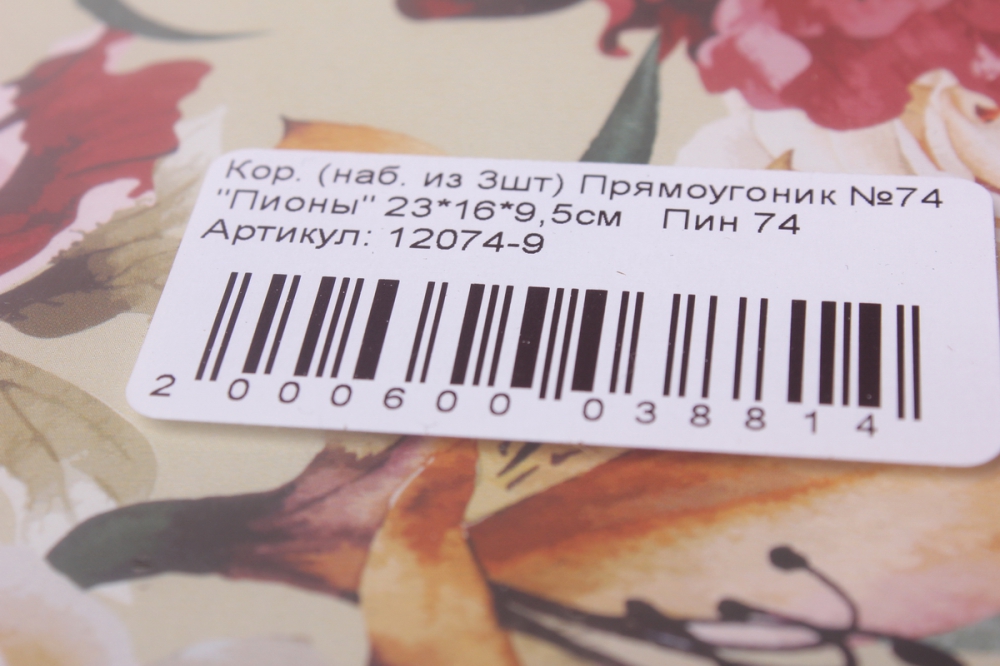 Кор. (наб. из 3шт) Прямоугоник №74
"Пионы" 23*16*9,5см Пин 74
Артикул: 12074-9
2 000600 038814